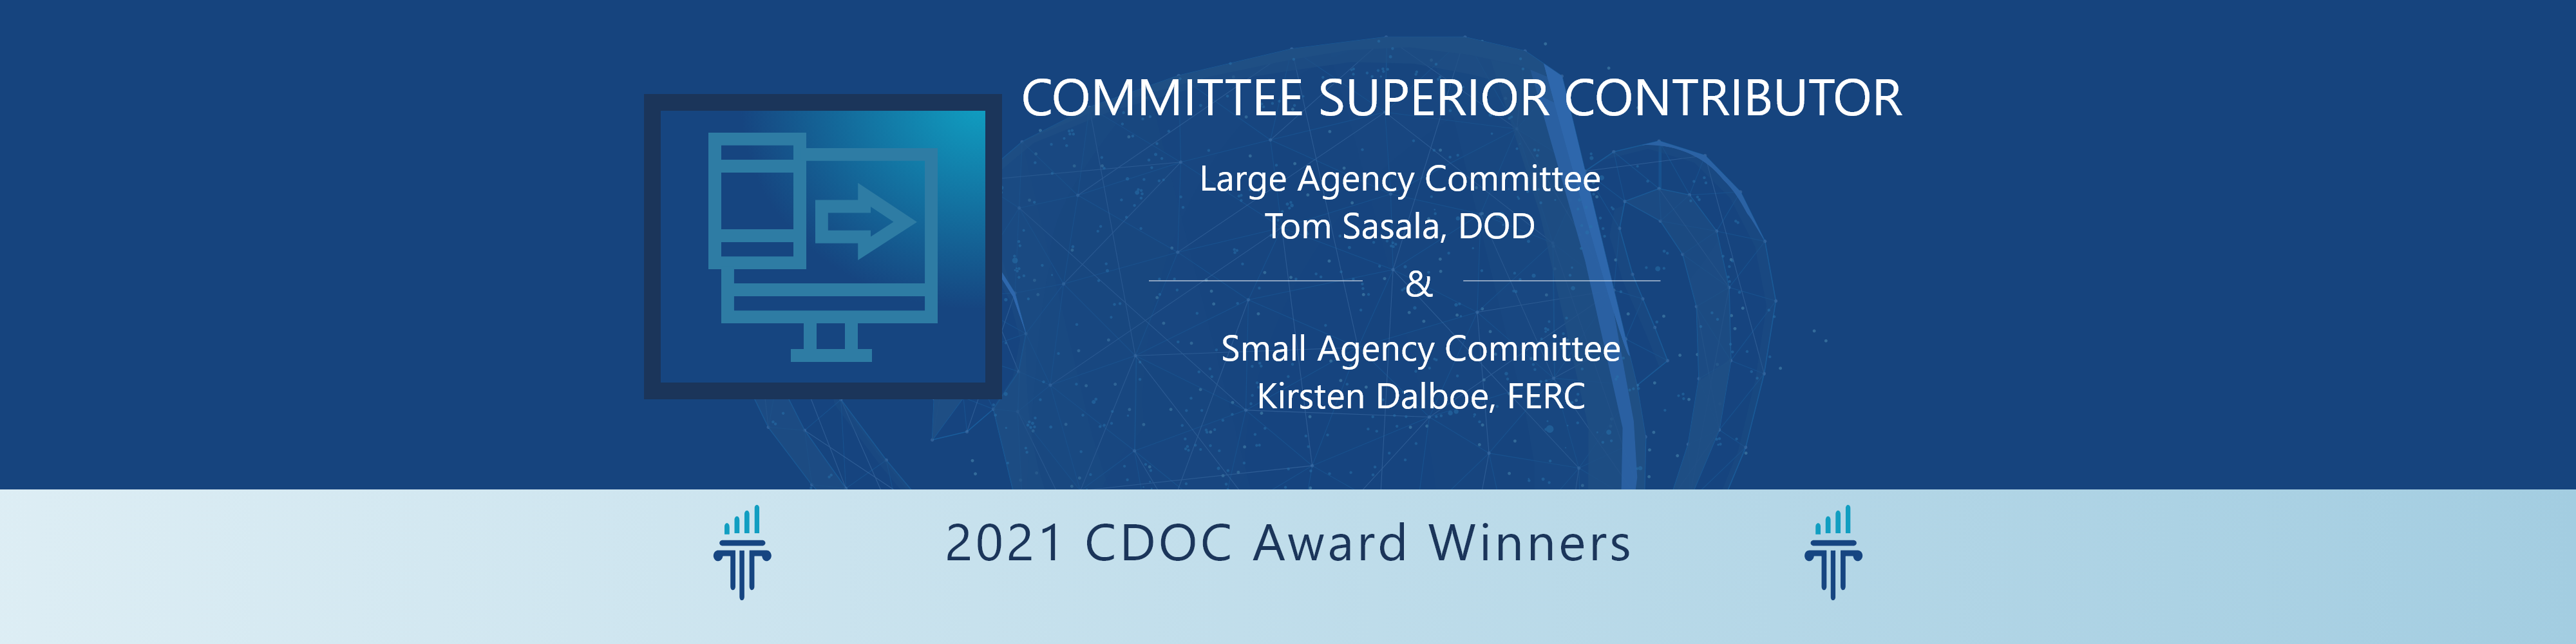 COMMITTEE SUPERIOR CONTRIBUTOR
Large Agency Committee
Tom Sasala, DOD
&
Small Agency Committee
Kirsten Dalboe, FERC
2021 CDOC Award Winners